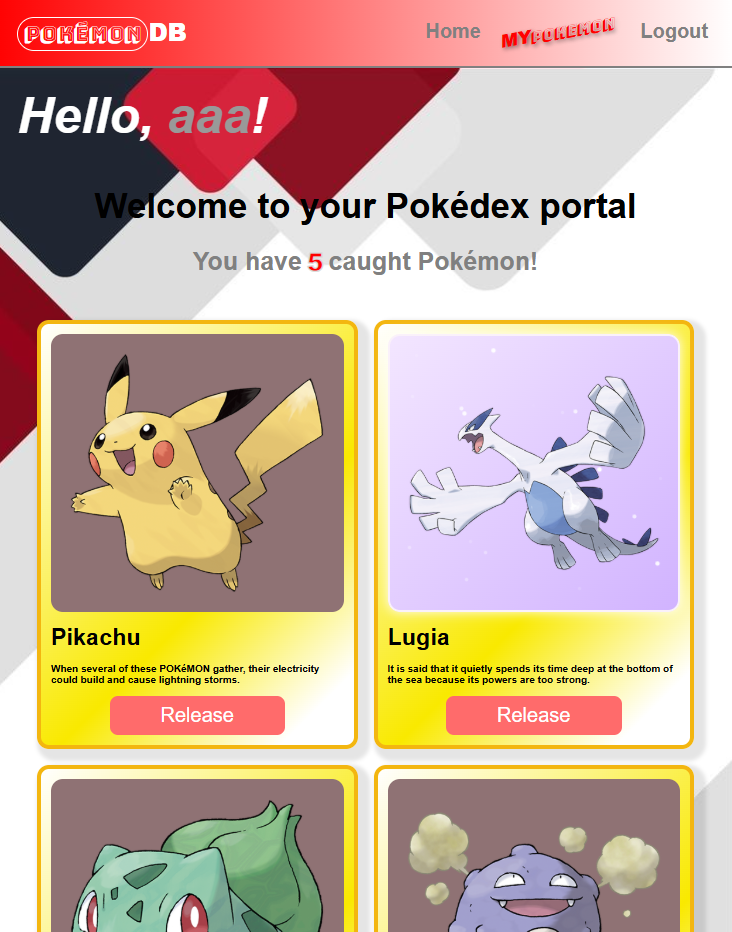 POKÉMON DB
Home MYPOKEMON Logout
Hello, aaa!
Welcome to your Pokédex portal
You have 5 caught Pokémon!
Pikachu
When several of these POKéMON gather, their electricity
could build and cause lightning storms.
Release
Lugia
It is said that it quietly spends its time deep at the bottom of
the sea because its powers are too strong.
Release